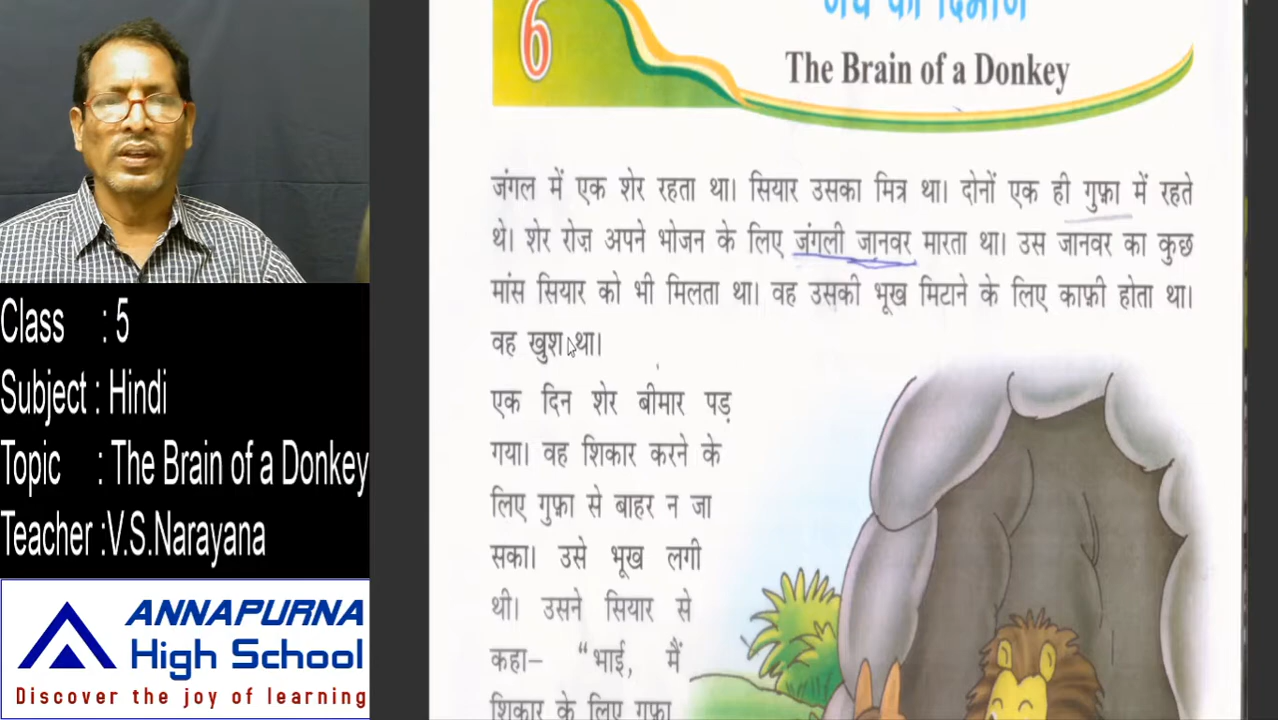 6
The Brain of a Donkey
जंगल में एक शेर रहता था। सियार उसका मित्र था। दोनों एक ही गुफ़ा में रहते
थे। शेर रोज़ अपने भोजन के लिए जंगली जानवर मारता था। उस जानवर का कुछ
मांस सियार को भी मिलता था। वह उसकी भूख मिटाने के लिए काफ़ी होता था।
वह खुश था।
एक दिन शेर बीमार पड़
गया। वह शिकार करने के
लिए गुफ़ा से बाहर न जा
सका। उसे भूख लगी
थी। उसने सियार से
कहा– “भाई, मैं
शिकार के लिए गुफ़ा
Class : 5
Subject : Hindi
Topic : The Brain of a Donkey
Teacher :V.S.Narayana
ANNAPURNA
High School
Discover the joy of learning